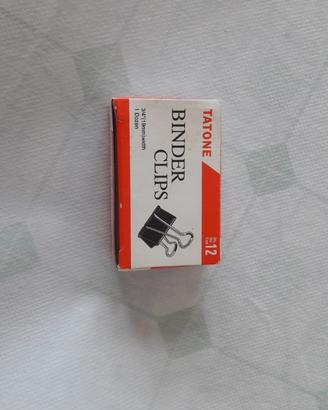 TATONE
BINDER
CLIPS
3/4"(19mm)width
1 Dozen
12